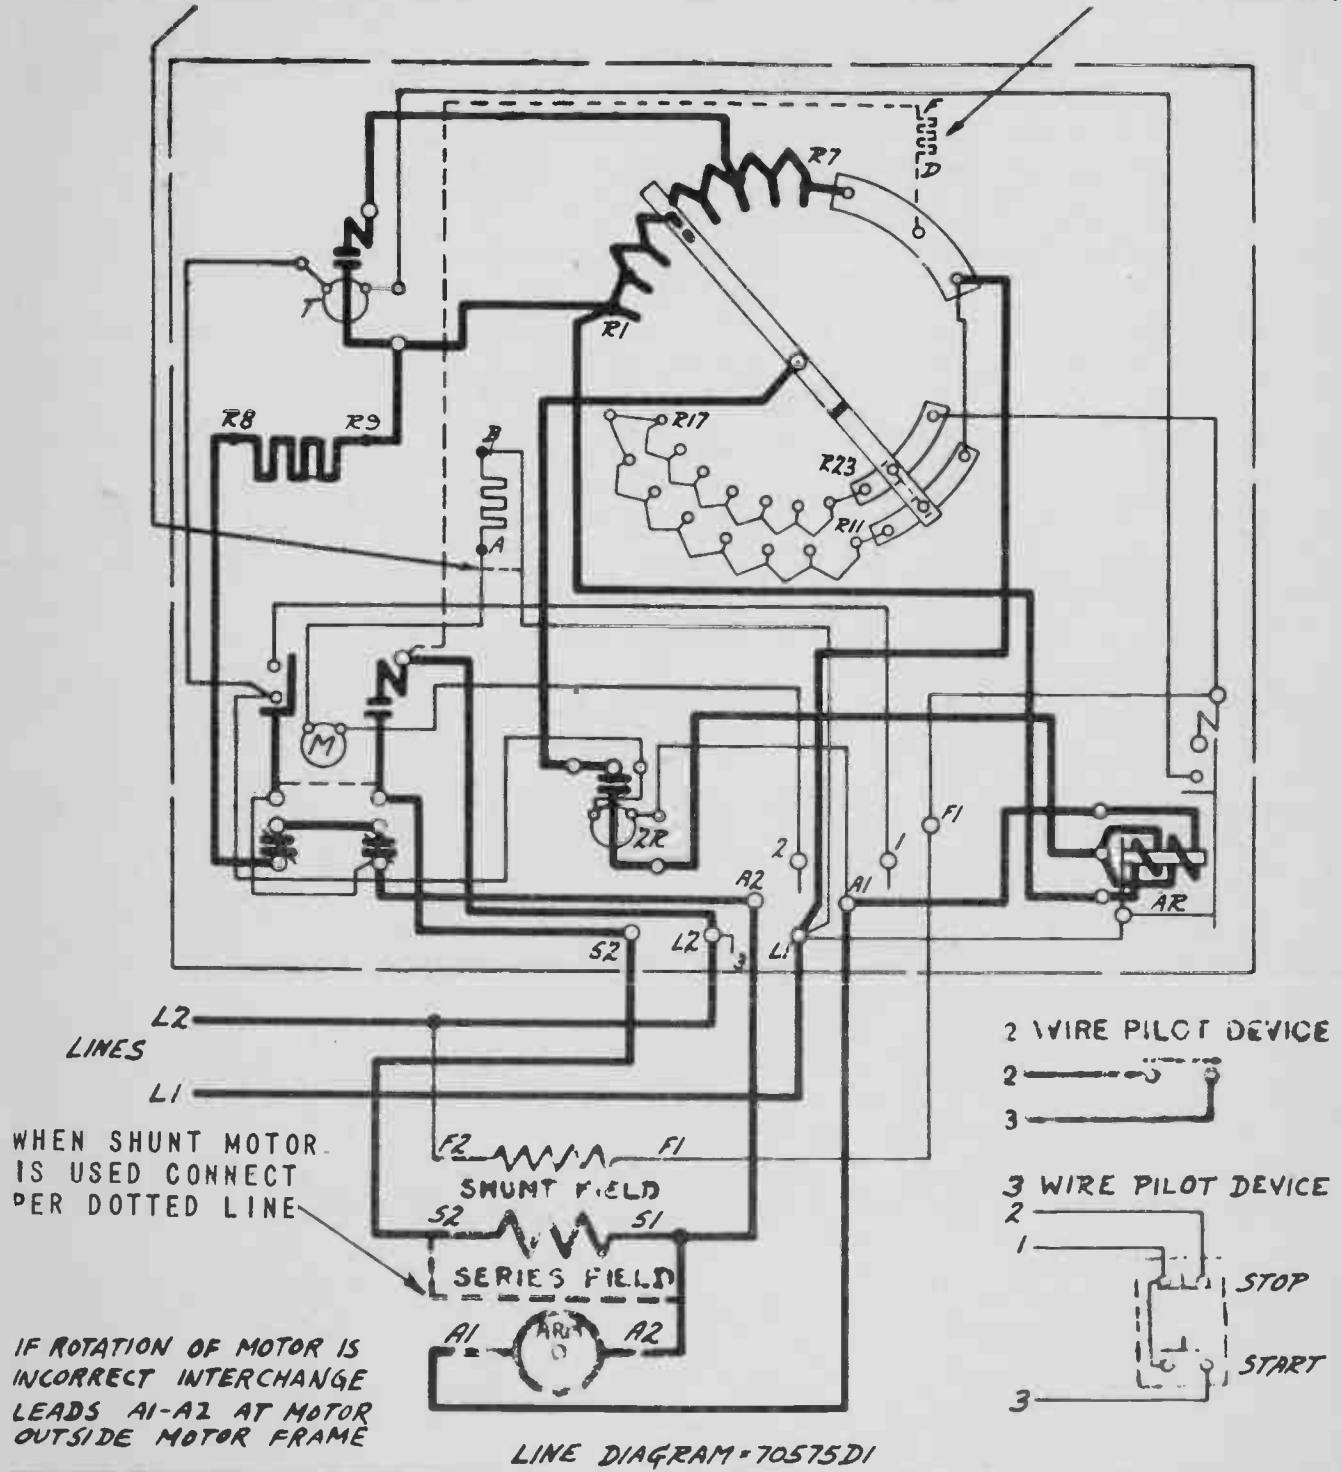 F
D
R7
T
R1
R8
R9
B
R17
R23
R11
A
M
2R
2
1
F1
A2
A1
AR
S2
L2
3
L1
L2
LINES
L1
2 WIRE PILOT DEVICE
2
3
WHEN SHUNT MOTOR
IS USED CONNECT
PER DOTTED LINE
F2
F1
SHUNT FIELD
S2
S1
SERIES FIELD
A1
ARM
A2
3 WIRE PILOT DEVICE
2
1
STOP
START
3
IF ROTATION OF MOTOR IS
INCORRECT INTERCHANGE
LEADS A1-A2 AT MOTOR
OUTSIDE MOTOR FRAME
LINE DIAGRAM = 70575D1